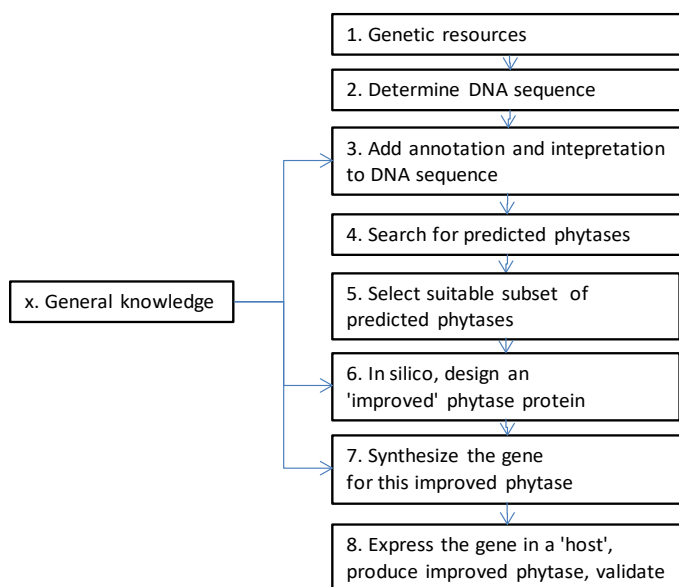 1. Genetic resources
2. Determine DNA sequence
3. Add annotation and intepretation
to DNA sequence
4. Search for predicted phytases
x. General knowledge
5. Select suitable subset of
predicted phytases
6. In silico, design an
'improved' phytase protein
7. Synthesize the gene
for this improved phytase
8. Express the gene in a 'host',
produce improved phytase, validate